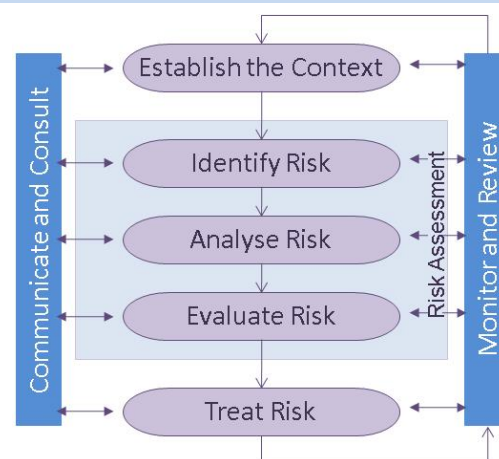 Establish the Context
Identify Risk
Analyse Risk
Evaluate Risk
Treat Risk
Communicate and Consult
Risk Assessment
Monitor and Review